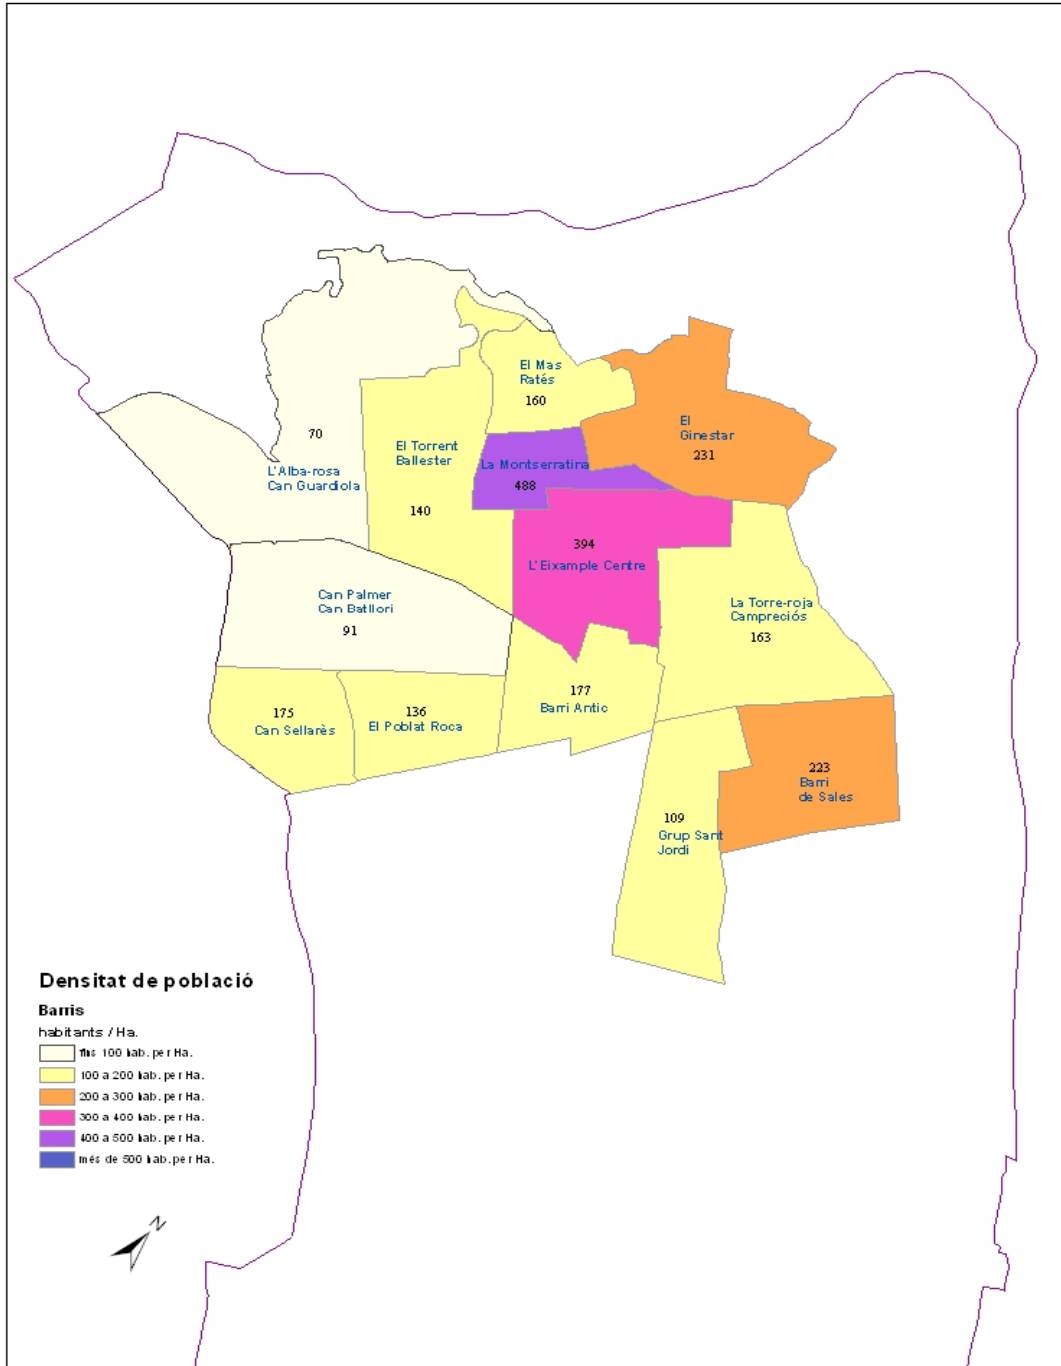 El Mas
Ratés
160
El
Ginestar
231
70
L'Alba-rosa
Can Guardiola
El Torrent
Ballester
140
La Montserratina
488
394
L'Eixample Centre
Can Palmer
Can Batllori
91
La Torre-roja
Campreciós
163
175
Can Sellarès
136
El Poblat Roca
177
Barri Antic
223
Barri
de Sales
109
Grup Sant
Jordi
Densitat de població
Barris
habitants / Ha.
fins 100 hab. per Ha.
100 a 200 hab. per Ha.
200 a 300 hab. per Ha.
300 a 400 hab. per Ha.
400 a 500 hab. per Ha.
més de 500 hab. per Ha.
N